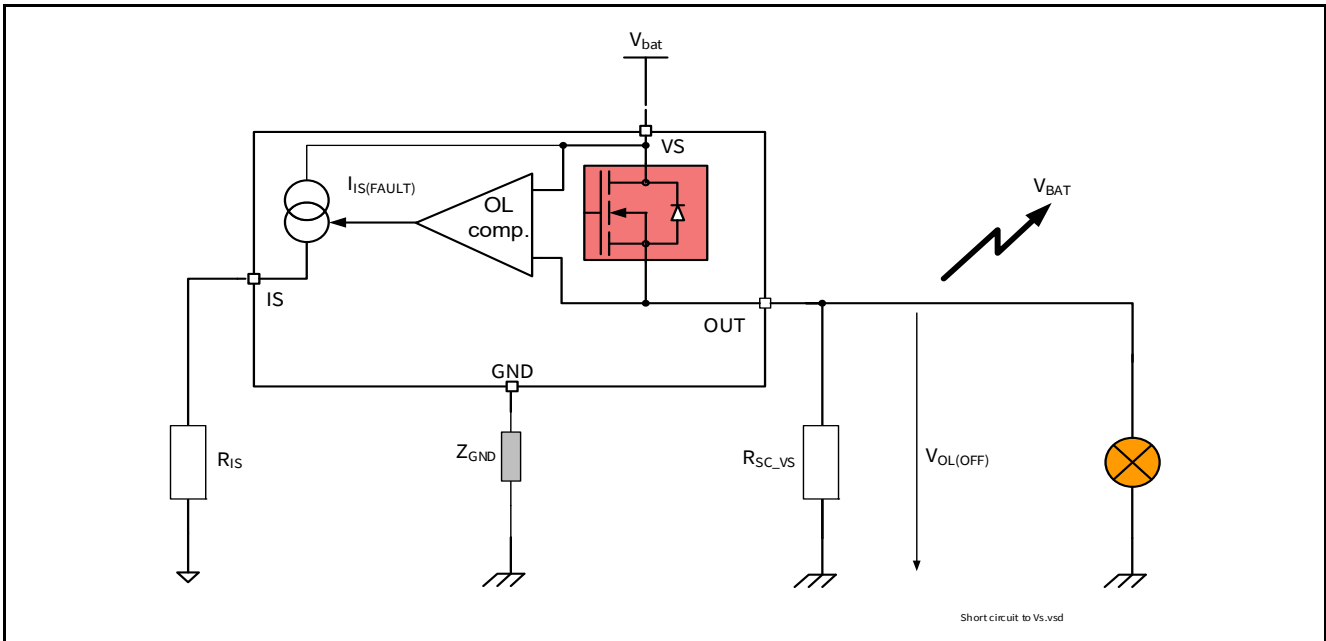 Vbat
VS
IIS(FAULT)
OL
comp.
VBAT
IS
OUT
GND
RIS
ZGND
RSC_VS
VOL(OFF)
Short circuit to Vs.vsd